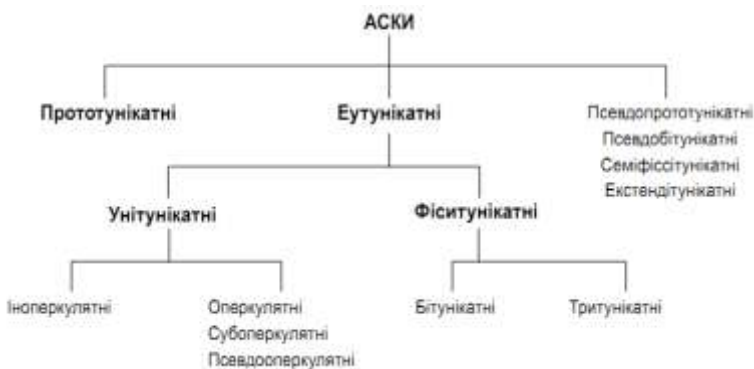 АСКИ
Прототунікатні
Еутунікатні
Псевдопрототунікатні
Псевдобітунікатні
Семіфіссітунікатні
Екстендітунікатні
Унітунікатні
Фіситунікатні
Іноперкулятні
Оперкулятні
Субоперкулятні
Псевдооперкулятні
Бітунікатні
Тритунікатні